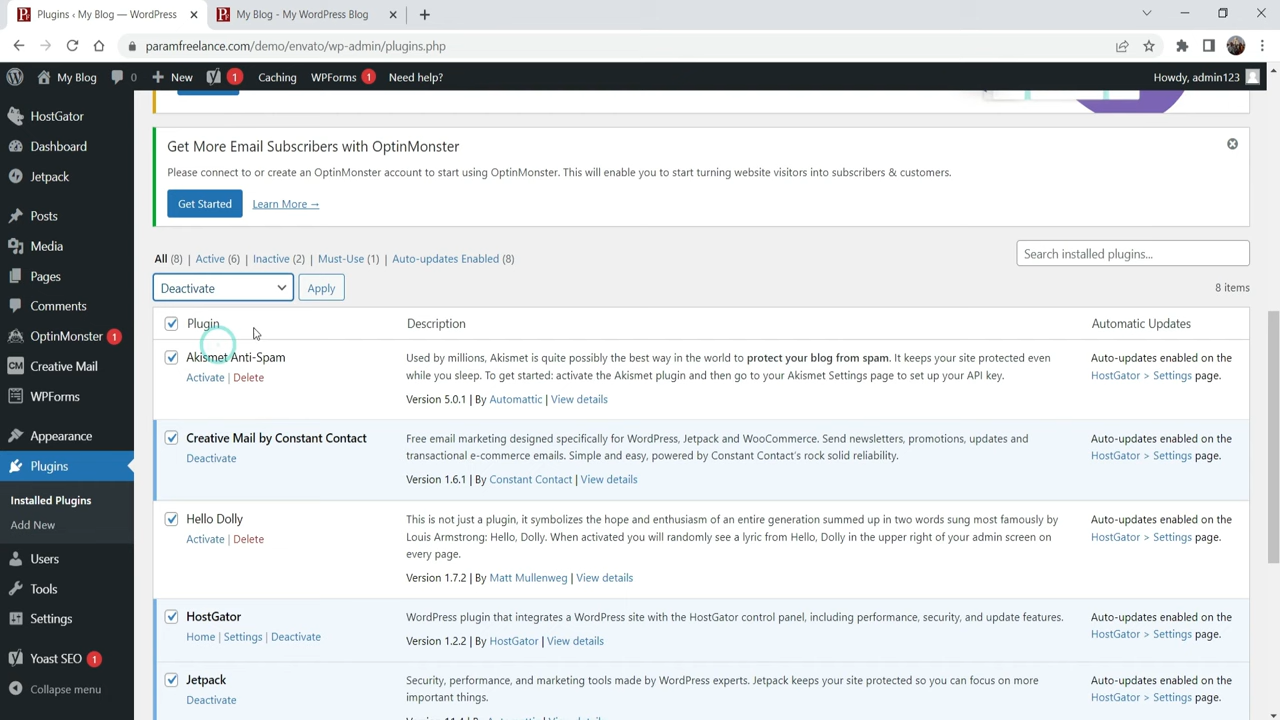 Plugins ‹ My Blog — WordPress
My Blog - My WordPress Blog
paramfreelance.com/demo/envato/wp-admin/plugins.php
My Blog
0
New
1
Caching
WPForms
1
Need help?
Howdy, admin123
HostGator
Dashboard
Jetpack
Posts
Media
Pages
Comments
OptinMonster
1
Creative Mail
WPForms
Appearance
Plugins
Installed Plugins
Add New
Users
Tools
Settings
Yoast SEO
1
Collapse menu
Get More Email Subscribers with OptinMonster
Please connect to or create an OptinMonster account to start using OptinMonster. This will enable you to start turning website visitors into subscribers & customers.
Get Started
Learn More →
All (8) | Active (6) | Inactive (2) | Must-Use (1) | Auto-updates Enabled (8)
Search installed plugins...
Deactivate
Apply
8 items
Plugin
Description
Automatic Updates
Akismet Anti-Spam
Activate | Delete
Used by millions, Akismet is quite possibly the best way in the world to protect your blog from spam. It keeps your site protected even
while you sleep. To get started: activate the Akismet plugin and then go to your Akismet Settings page to set up your API key.
Version 5.0.1 | By Automattic | View details
Auto-updates enabled on the
HostGator > Settings page.
Creative Mail by Constant Contact
Deactivate
Free email marketing designed specifically for WordPress, Jetpack and WooCommerce. Send newsletters, promotions, updates and
transactional e-commerce emails. Simple and easy, powered by Constant Contact's rock solid reliability.
Version 1.6.1 | By Constant Contact | View details
Auto-updates enabled on the
HostGator > Settings page.
Hello Dolly
Activate | Delete
This is not just a plugin, it symbolizes the hope and enthusiasm of an entire generation summed up in two words sung most famously by
Louis Armstrong: Hello, Dolly. When activated you will randomly see a lyric from Hello, Dolly in the upper right of your admin screen on
every page.
Version 1.7.2 | By Matt Mullenweg | View details
Auto-updates enabled on the
HostGator > Settings page.
HostGator
Home | Settings | Deactivate
WordPress plugin that integrates a WordPress site with the HostGator control panel, including performance, security, and update features.
Version 1.2.2 | By HostGator | View details
Auto-updates enabled on the
HostGator > Settings page.
Jetpack
Deactivate
Security, performance, and marketing tools made by WordPress experts. Jetpack keeps your site protected so you can focus on more
important things.
Auto-updates enabled on the
HostGator > Settings page.